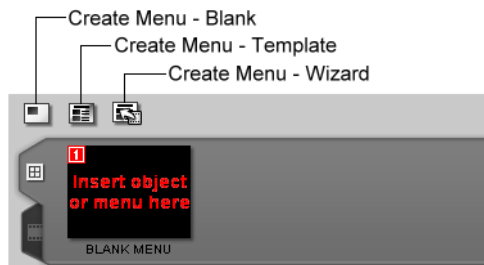 Create Menu - Blank
Create Menu - Template
Create Menu - Wizard
1
Insert object
or menu here
BLANK MENU